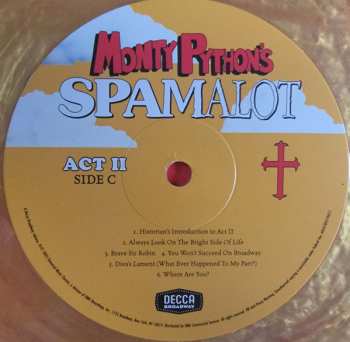 MONTY PYTHON'S
SPAMALOT
ACT II
SIDE C
1. Historian's Introduction to Act II
2. Always Look On The Bright Side Of Life
3. Brave Sir Robin 4. You Won't Succeed On Broadway
5. Diva's Lament (What Ever Happened To My Part?)
6. Where Are You?
DECCA
BROADWAY